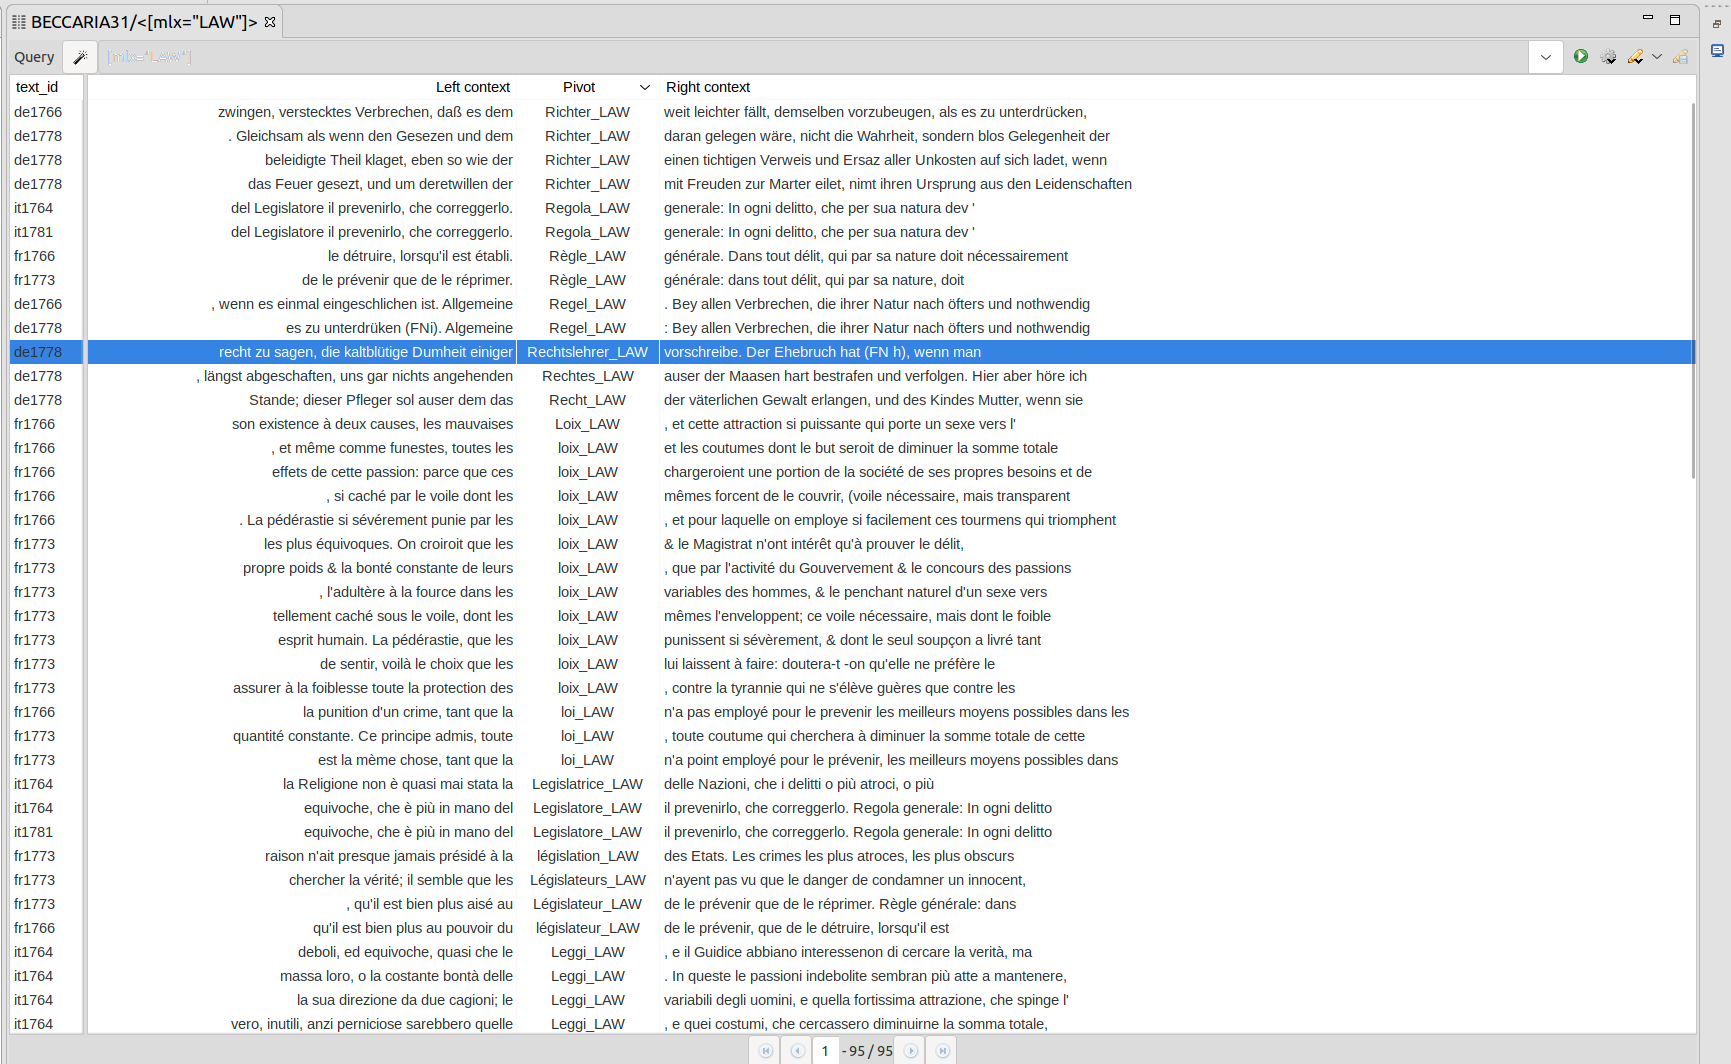 BECCARIA31/<[mlx="LAW"]>
Query [mlx="LAW"]
text_id Left context Pivot Right context
de1766 zwingen, verstecktes Verbrechen, daß es dem Richter_LAW weit leichter fällt, demselben vorzubeugen, als es zu unterdrücken,
de1778 . Gleichsam als wenn den Gesezen und dem Richter_LAW daran gelegen wäre, nicht die Wahrheit, sondern blos Gelegenheit der
de1778 beleidigte Theil klaget, eben so wie der Richter_LAW einen tichtigen Verweis und Ersaz aller Unkosten auf sich ladet, wenn
de1778 das Feuer gesezt, und um deretwillen der Richter_LAW mit Freuden zur Marter eilet, nimt ihren Ursprung aus den Leidenschaften
it1764 del Legislatore il prevenirlo, che correggerlo. Regola_LAW generale: In ogni delitto, che per sua natura dev '
it1781 del Legislatore il prevenirlo, che correggerlo. Regola_LAW generale: In ogni delitto, che per sua natura dev '
fr1766 le détruire, lorsqu'il est établi. Règle_LAW générale. Dans tout délit, qui par sa nature doit nécessairement
fr1773 de le prévenir que de le réprimer. Règle_LAW générale: dans tout délit, qui par sa nature, doit
de1766 , wenn es einmal eingeschlichen ist. Allgemeine Regel_LAW . Bey allen Verbrechen, die ihrer Natur nach öfters und nothwendig
de1778 es zu unterdrüken (FNi). Allgemeine Regel_LAW : Bey allen Verbrechen, die ihrer Natur nach öfters und nothwendig
de1778 recht zu sagen, die kaltblütige Dumheit einiger Rechtslehrer_LAW vorschreibe. Der Ehebruch hat (FN h), wenn man
de1778 , längst abgeschaften, uns gar nichts angehenden Rechtes_LAW auser der Maasen hart bestrafen und verfolgen. Hier aber höre ich
de1778 Stande; dieser Pfleger sol auser dem das Recht_LAW der väterlichen Gewalt erlangen, und des Kindes Mutter, wenn sie
fr1766 son existence à deux causes, les mauvaises Loix_LAW , et cette attraction si puissante qui porte un sexe vers l'
fr1766 , et même comme funestes, toutes les loix_LAW et les coutumes dont le but seroit de diminuer la somme totale
fr1766 effets de cette passion: parce que ces loix_LAW chargeroient une portion de la société de ses propres besoins et de
fr1766 , si caché par le voile dont les loix_LAW mêmes forcent de le couvrir, (voile nécessaire, mais transparent
fr1766 . La pédérastie si sévérement punie par les loix_LAW , et pour laquelle on employe si facilement ces tourmens qui triomphent
fr1773 les plus équivoques. On croiroit que les loix_LAW & le Magistrat n'ont intérêt qu'à prouver le délit,
fr1773 propre poids & la bonté constante de leurs loix_LAW , que par l'activité du Gouvervement & le concours des passions
fr1773 , l'adultère à la fource dans les loix_LAW variables des hommes, & le penchant naturel d'un sexe vers
fr1773 tellement caché sous le voile, dont les loix_LAW mêmes l'enveloppent; ce voile nécessaire, mais dont le foible
fr1773 esprit humain. La pédérastie, que les loix_LAW punissent si sévèrement, & dont le seul soupçon a livré tant
fr1773 de sentir, voilà le choix que les loix_LAW lui laissent à faire: doutera-t -on qu'elle ne préfère le
fr1773 assurer à la foiblesse toute la protection des loix_LAW , contre la tyrannie qui ne s'élève guères que contre les
fr1766 la punition d'un crime, tant que la loi_LAW n'a pas employé pour le prevenir les meilleurs moyens possibles dans les
fr1773 quantité constante. Ce principe admis, toute loi_LAW , toute coutume qui cherchera à diminuer la somme totale de cette
fr1773 est la mème chose, tant que la loi_LAW n'a point employé pour le prévenir, les meilleurs moyens possibles dans
it1764 la Religione non è quasi mai stata la Legislatrice_LAW delle Nazioni, che i delitti o più atroci, o più
it1764 equivoche, che è più in mano del Legislatore_LAW il prevenirlo, che correggerlo. Regola generale: In ogni delitto
it1781 equivoche, che è più in mano del Legislatore_LAW il prevenirlo, che correggerlo. Regola generale: In ogni delitto
fr1773 raison n'ait presque jamais présidé à la législation_LAW des Etats. Les crimes les plus atroces, les plus obscurs
fr1773 chercher la vérité; il semble que les Législateurs_LAW n'ayent pas vu que le danger de condamner un innocent,
fr1773 , qu'il est bien plus aisé au Législateur_LAW de le prévenir que de le réprimer. Règle générale: dans
fr1766 qu'il est bien plus au pouvoir du législateur_LAW de le prévenir, que de le détruire, lorsqu'il est
it1764 deboli, ed equivoche, quasi che le Leggi_LAW , e il Guidice abbiano interessenon di cercare la verità, ma
it1764 massa loro, o la costante bontà delle Leggi_LAW . In queste le passioni indebolite sembran più atte a mantenere,
it1764 la sua direzione da due cagioni; le Leggi_LAW variabili degli uomini, e quella fortissima attrazione, che spinge l'
it1764 vero, inutili, anzi perniciose sarebbero quelle Leggi_LAW , e quei costumi, che cercassero diminuirne la somma totale,
1 - 95 / 95